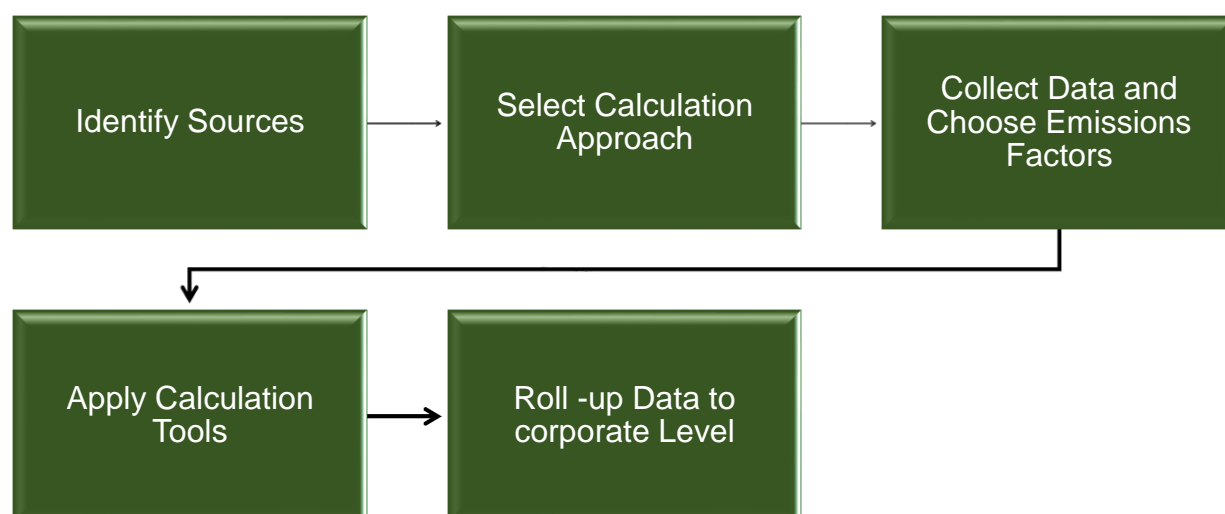 Identify Sources
Select Calculation
Approach
Collect Data and
Choose Emissions
Factors
Apply Calculation
Tools
Roll -up Data to
corporate Level